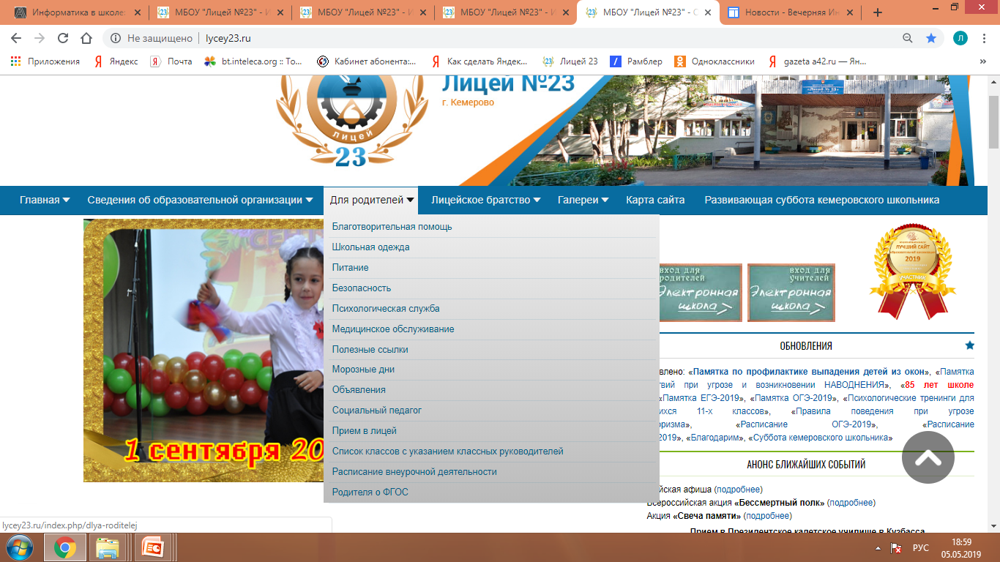 Информатика в школе:
МБОУ "Лицей №23" - И
МБОУ "Лицей №23" - И
МБОУ "Лицей №23" - И
МБОУ "Лицей №23" - С
Новости - Вечерняя Ин
Не защищено
lycey23.ru
Л
Приложения
Яндекс
Почта
bt.inteleca.org :: То...
Кабинет абонента:...
Как сделать Яндек...
Лицей 23
Рамблер
Одноклассники
gazeta a42.ru — Ян...
Лицей №23
г. Кемерово
ЛИЦЕЙ
23
Главная
Сведения об образовательной организации
Для родителей
Лицейское братство
Галереи
Карта сайта
Развивающая суббота кемеровского школьника
Благотворительная помощь
Школьная одежда
Питание
Безопасность
Психологическая служба
Медицинское обслуживание
Полезные ссылки
Морозные дни
Объявления
Социальный педагог
Прием в лицей
Список классов с указанием классных руководителей
Расписание внеурочной деятельности
Родителя о ФГОС
1 сентября 20
вход для
родителей
Электронная
школа >
вход для
учителей
Электронная
школа >
ЛУЧШИЙ САЙТ
2019
УЧАСТНИК
ОБНОВЛЕНИЯ
влено: «Памятка по профилактике выпадения детей из окон», «Памятка
твий при угрозе и возникновении НАВОДНЕНИЯ», «85 лет школе
«Памятка ЕГЭ-2019», «Памятка ОГЭ-2019», «Психологические тренинги для
щихся 11-х классов», «Правила поведения при угрозе
оризма», «Расписание ОГЭ-2019», «Расписание
2019», «Благодарим», «Суббота кемеровского школьника»
АНОНС БЛИЖАЙШИХ СОБЫТИЙ
йская афиша (подробнее)
Всероссийская акция «Бессмертный полк» (подробнее)
Акция «Свеча памяти» (подробнее)
Прием в Президентское кадетское училище в Кузбасса
lycey23.ru/index.php/dlya-roditelej
РУС
18:59
05.05.2019